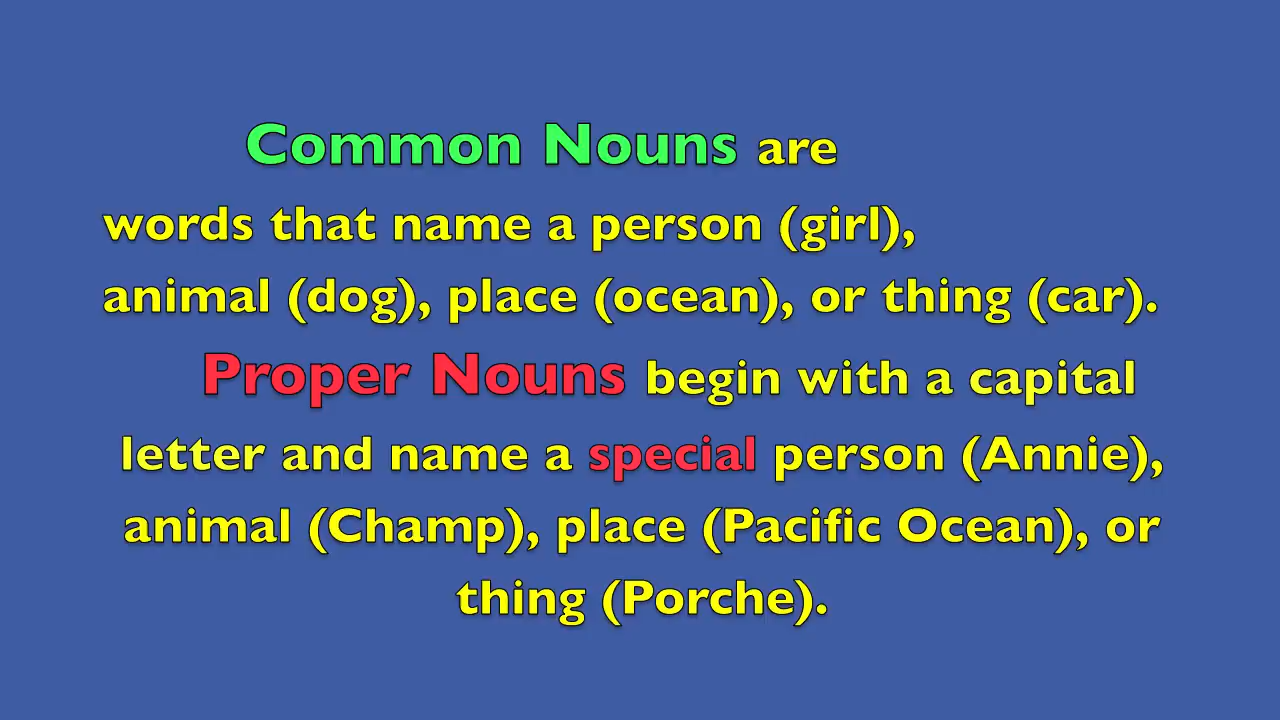 Common Nouns are
words that name a person (girl),
animal (dog), place (ocean), or thing (car).
Proper Nouns begin with a capital
letter and name a special person (Annie),
animal (Champ), place (Pacific Ocean), or
thing (Porche).